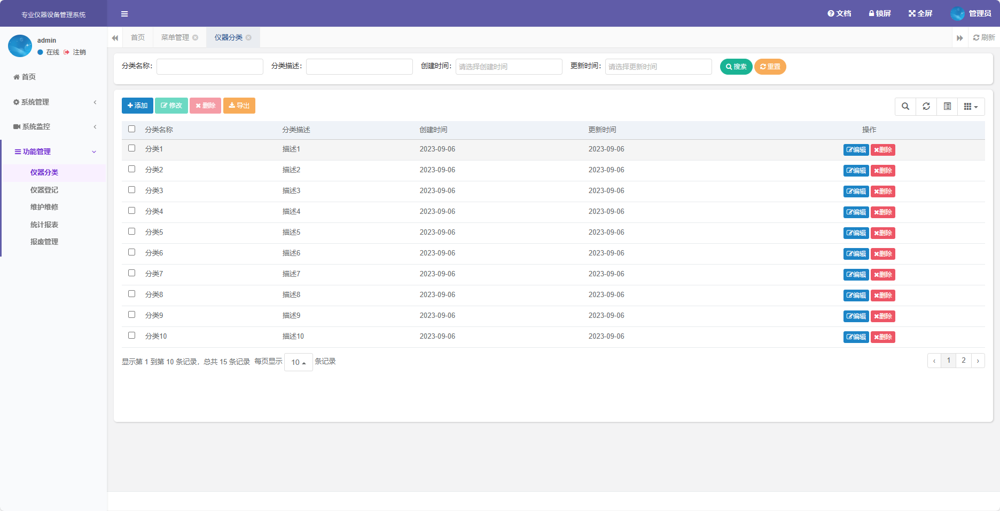 专业仪器设备管理系统
文档 锁屏 全屏 管理员
admin
在线 注销
首页 菜单管理 仪器分类 刷新
首页
系统管理
系统监控
功能管理
仪器分类
仪器登记
维护维修
统计报表
报废管理
分类名称： 分类描述： 创建时间： 请选择创建时间 更新时间： 请选择更新时间 搜索 重置
添加 修改 删除 导出
分类名称 分类描述 创建时间 更新时间 操作
分类1 描述1 2023-09-06 2023-09-06 编辑 删除
分类2 描述2 2023-09-06 2023-09-06 编辑 删除
分类3 描述3 2023-09-06 2023-09-06 编辑 删除
分类4 描述4 2023-09-06 2023-09-06 编辑 删除
分类5 描述5 2023-09-06 2023-09-06 编辑 删除
分类6 描述6 2023-09-06 2023-09-06 编辑 删除
分类7 描述7 2023-09-06 2023-09-06 编辑 删除
分类8 描述8 2023-09-06 2023-09-06 编辑 删除
分类9 描述9 2023-09-06 2023-09-06 编辑 删除
分类10 描述10 2023-09-06 2023-09-06 编辑 删除
显示第 1 到第 10 条记录，总共 15 条记录 每页显示 10 条记录 ‹ 1 2 ›